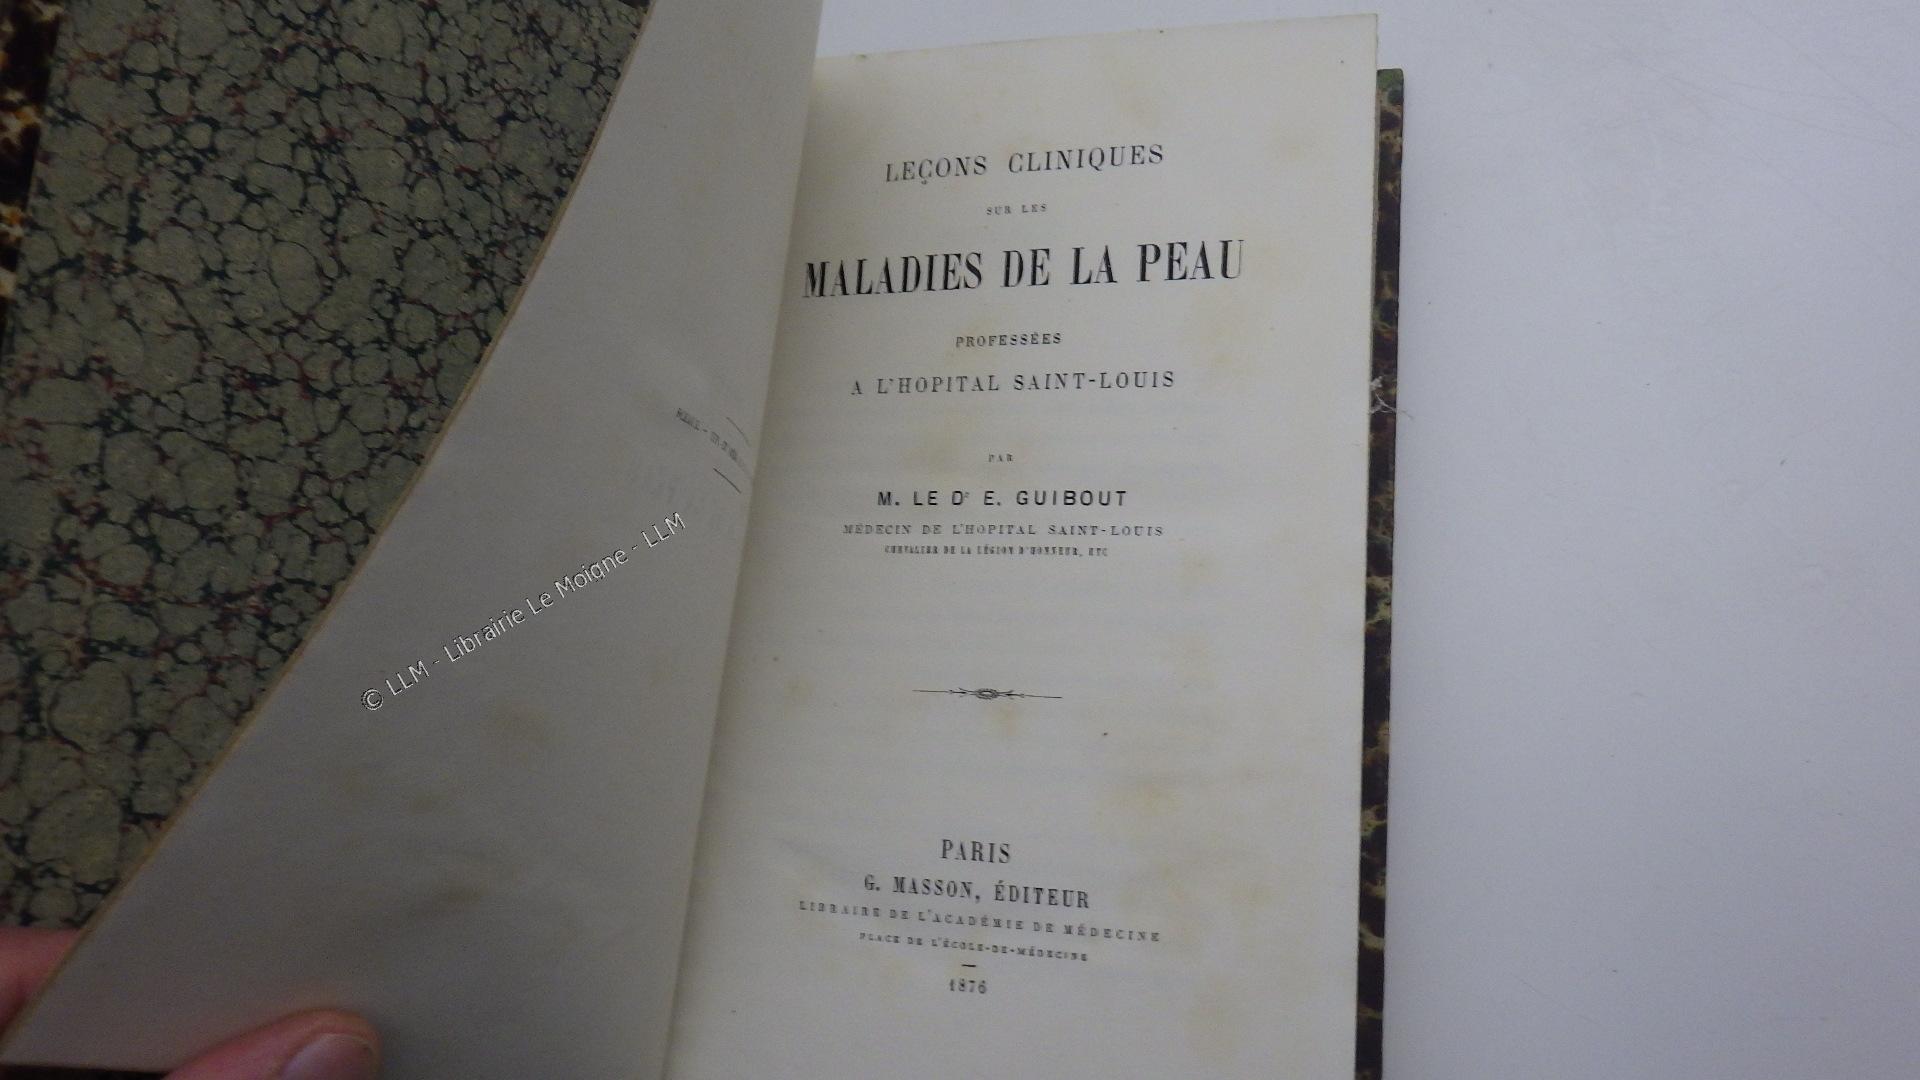 LEÇONS CLINIQUES
SUR LES
MALADIES DE LA PEAU
PROFESSÉES
A L'HOPITAL SAINT-LOUIS
PAR
M. LE Dr E. GUIBOUT
MÉDECIN DE L'HOPITAL SAINT-LOUIS
CHEVALIER DE LA LÉGION D'HONNEUR, ETC
PARIS
G. MASSON, ÉDITEUR
LIBRAIRE DE L'ACADÉMIE DE MÉDECINE
PLACE DE L'ÉCOLE-DE-MÉDECINE
1876
© LLM - Librairie Le Moigne - LLM